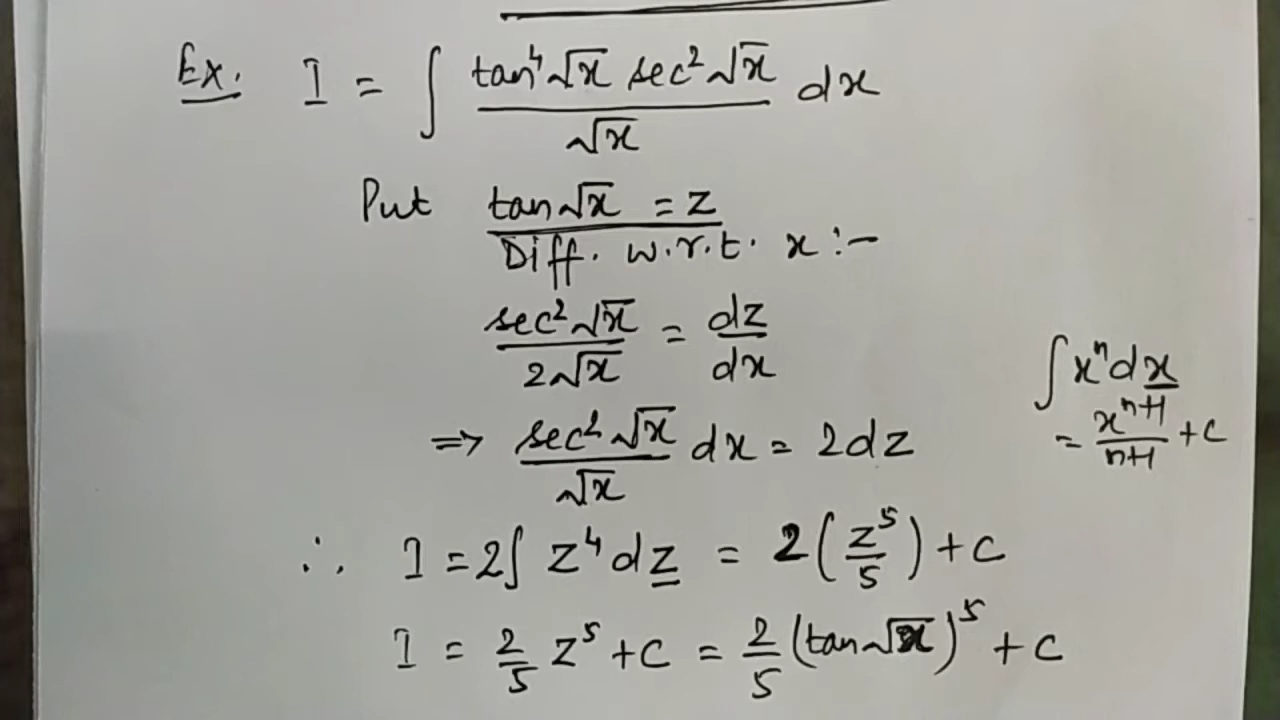 Ex. I = ∫ tan⁴√x sec²√x / √x dx
Put tan√x = z
Diff. w.r.t. x :-
sec²√x / 2√x = dz/dx
⇒ sec²√x / √x dx = 2dz
∫xⁿdx
= xⁿ⁺¹/n+1 + c
∴ I = 2∫ z⁴ dz = 2(z⁵/5) + c
I = 2/5 z⁵ + c = 2/5 (tan√x)⁵ + c